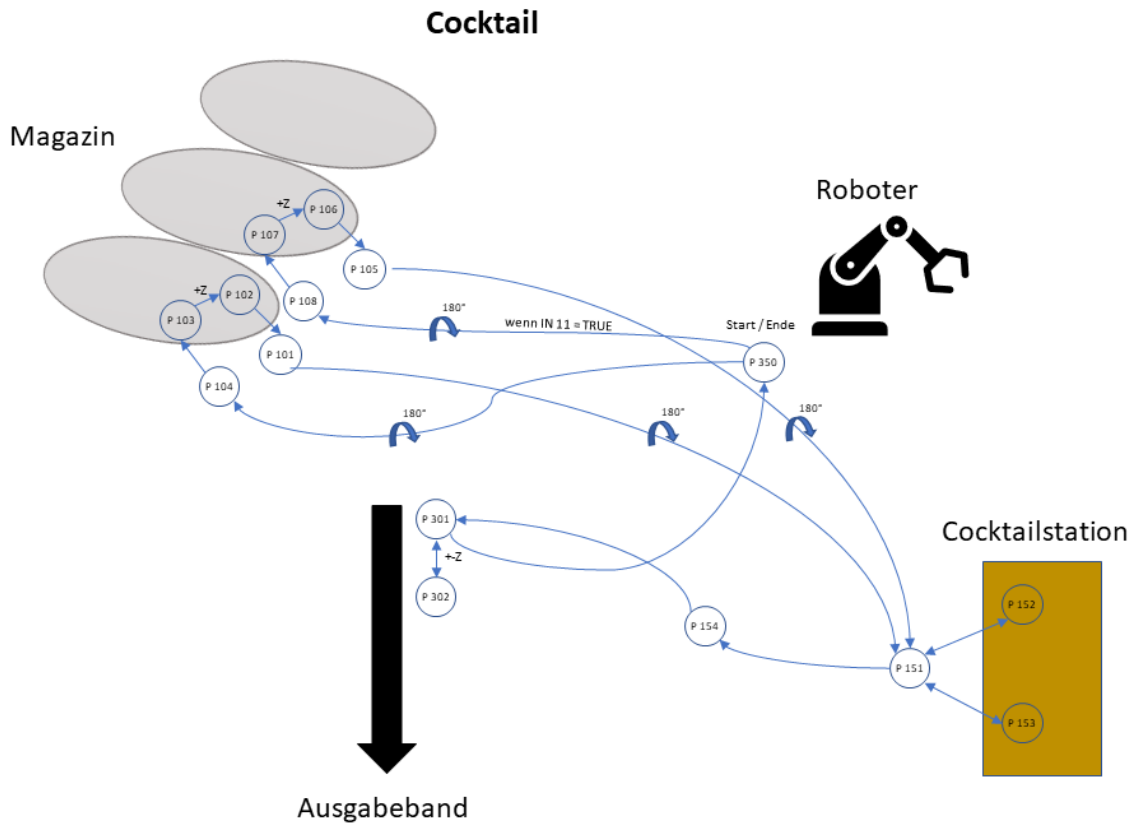 Cocktail
Magazin
Roboter
+Z
P 106
P 107
P 105
+Z
P 102
P 108
P 103
180°
wenn IN 11 = TRUE
Start / Ende
P 101
P 350
P 104
180°
180°
180°
P 301
Cocktailstation
+-Z
P 302
P 152
P 154
P 151
P 153
Ausgabeband